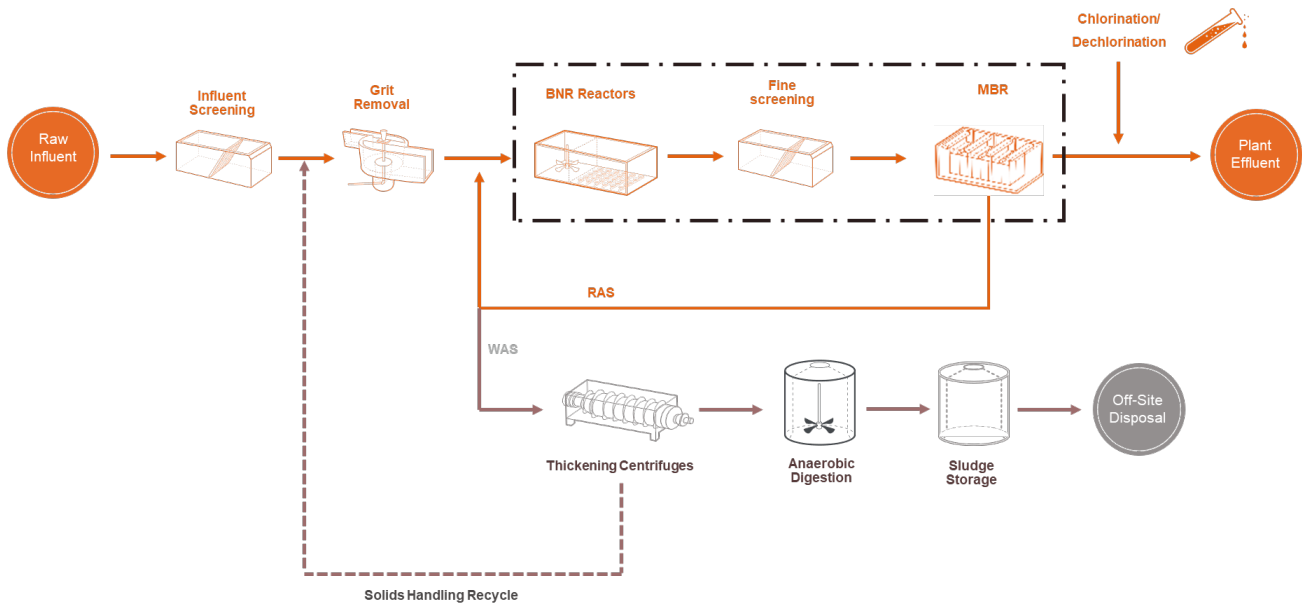 Chlorination/
Dechlorination
Raw
Influent
Influent
Screening
Grit
Removal
BNR Reactors
Fine
screening
MBR
Plant
Effluent
RAS
WAS
Thickening Centrifuges
Anaerobic
Digestion
Sludge
Storage
Off-Site
Disposal
Solids Handling Recycle